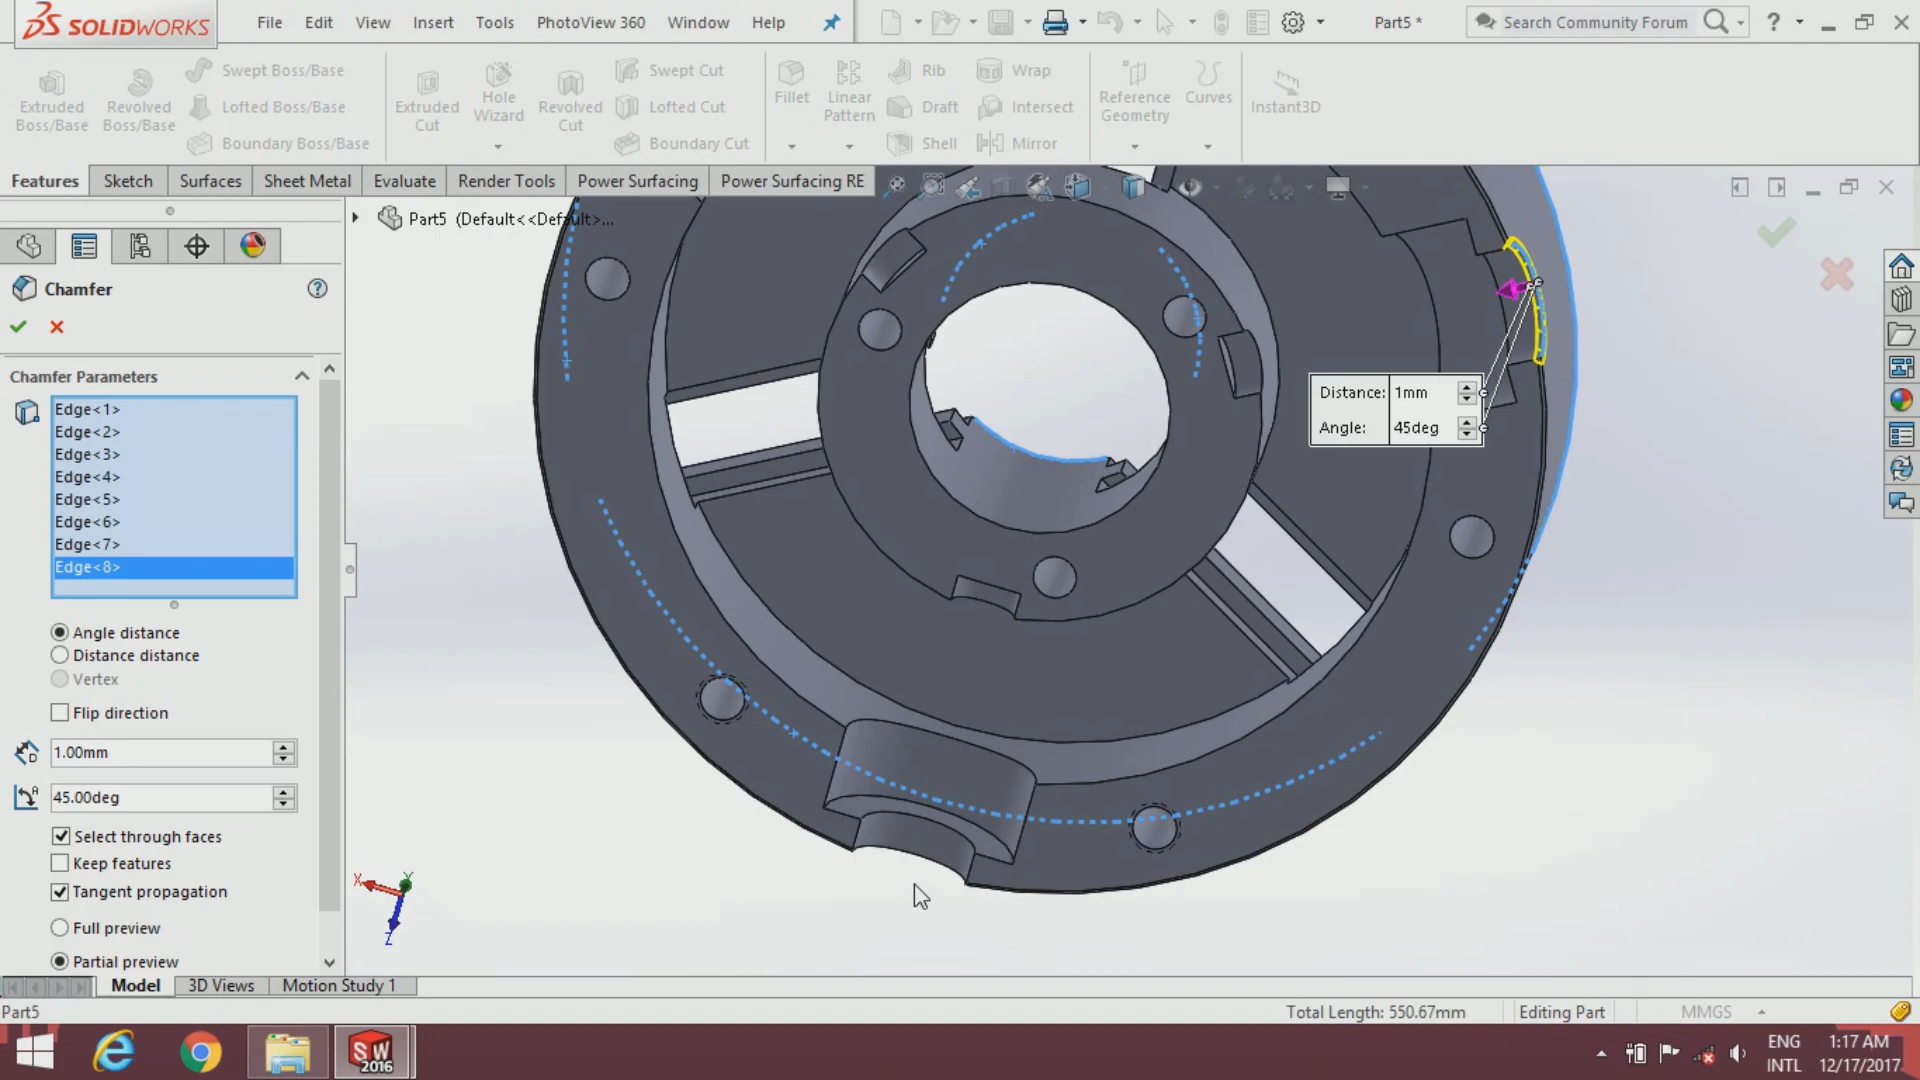 SOLIDWORKS File Edit View Insert Tools PhotoView 360 Window Help Part5 * Search Community Forum ?
Extruded Boss/Base
Revolved Boss/Base
Swept Boss/Base
Lofted Boss/Base
Boundary Boss/Base
Extruded Cut
Hole Wizard
Revolved Cut
Swept Cut
Lofted Cut
Boundary Cut
Fillet
Linear Pattern
Rib
Draft
Shell
Wrap
Intersect
Mirror
Reference Geometry
Curves
Instant3D
Features Sketch Surfaces Sheet Metal Evaluate Render Tools Power Surfacing Power Surfacing RE
Part5 (Default<<Default>...
Chamfer ?
Chamfer Parameters
Edge<1>
Edge<2>
Edge<3>
Edge<4>
Edge<5>
Edge<6>
Edge<7>
Edge<8>
Angle distance
Distance distance
Vertex
Flip direction
1.00mm
45.00deg
Select through faces
Keep features
Tangent propagation
Full preview
Partial preview
Distance: 1mm
Angle: 45deg
X Y
Z
Model 3D Views Motion Study 1
Part5 Total Length: 550.67mm Editing Part MMGS
SW 2016
ENG 1:17 AM
INTL 12/17/2017